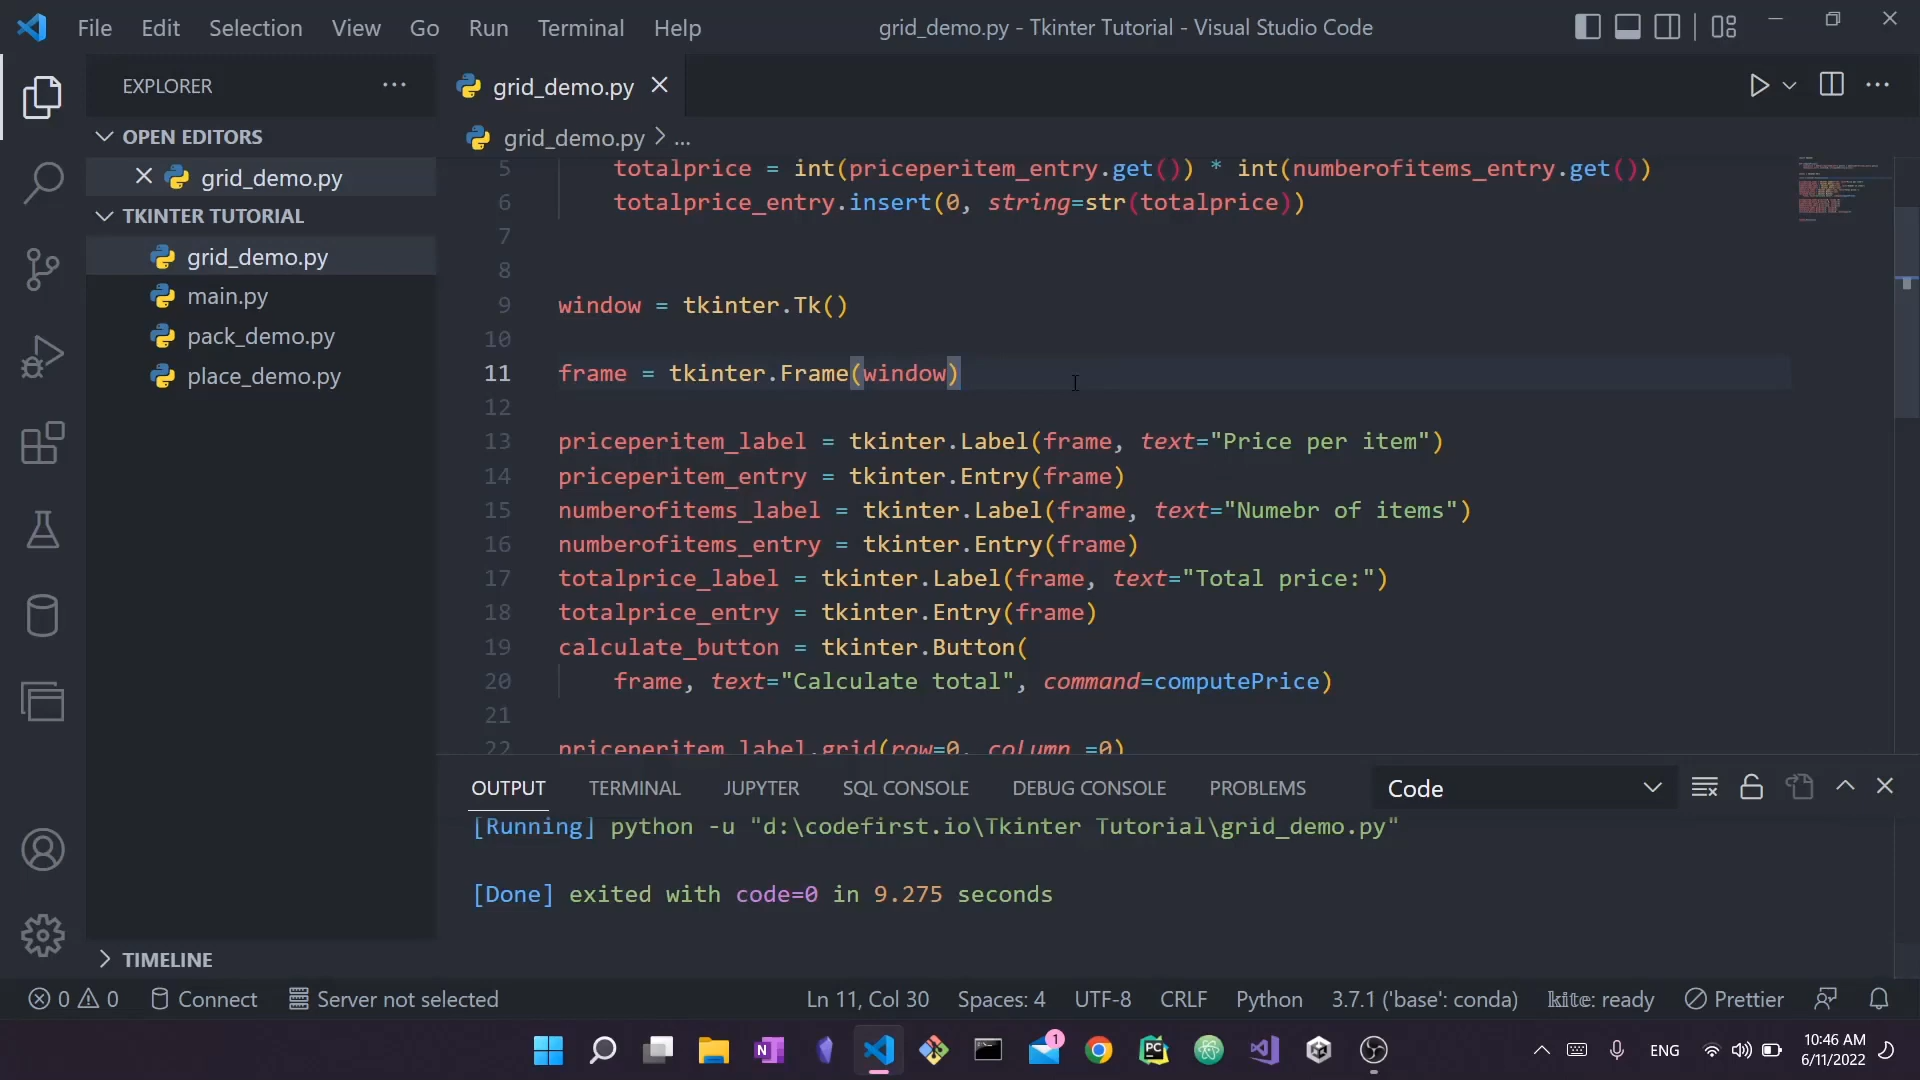 File Edit Selection View Go Run Terminal Help
grid_demo.py - Tkinter Tutorial - Visual Studio Code
EXPLORER
OPEN EDITORS
grid_demo.py
TKINTER TUTORIAL
grid_demo.py
main.py
pack_demo.py
place_demo.py
TIMELINE
grid_demo.py
grid_demo.py > ...
5 totalprice = int(priceperitem_entry.get()) * int(numberofitems_entry.get())
6 totalprice_entry.insert(0, string=str(totalprice))
7
8
9 window = tkinter.Tk()
10
11 frame = tkinter.Frame(window)
12
13 priceperitem_label = tkinter.Label(frame, text="Price per item")
14 priceperitem_entry = tkinter.Entry(frame)
15 numberofitems_label = tkinter.Label(frame, text="Numebr of items")
16 numberofitems_entry = tkinter.Entry(frame)
17 totalprice_label = tkinter.Label(frame, text="Total price:")
18 totalprice_entry = tkinter.Entry(frame)
19 calculate_button = tkinter.Button(
20 frame, text="Calculate total", command=computePrice)
21
22 priceperitem_label.grid(row=0, column =0)
OUTPUT TERMINAL JUPYTER SQL CONSOLE DEBUG CONSOLE PROBLEMS
Code
[Running] python -u "d:\codefirst.io\Tkinter Tutorial\grid_demo.py"
[Done] exited with code=0 in 9.275 seconds
0 0 Connect Server not selected Ln 11, Col 30 Spaces: 4 UTF-8 CRLF Python 3.7.1 ('base': conda) kite: ready Prettier
1
ENG
10:46 AM
6/11/2022